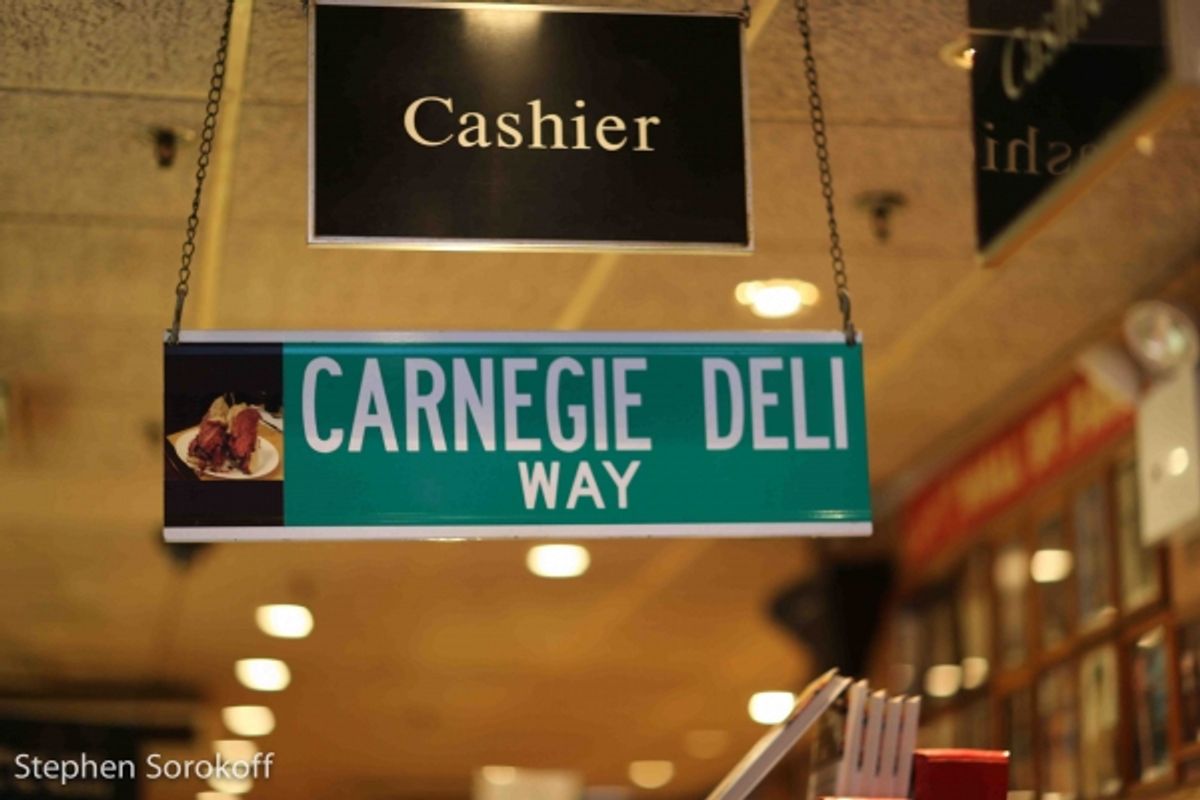 Cashier
CARNEGIE DELI
WAY
Stephen Sorokoff